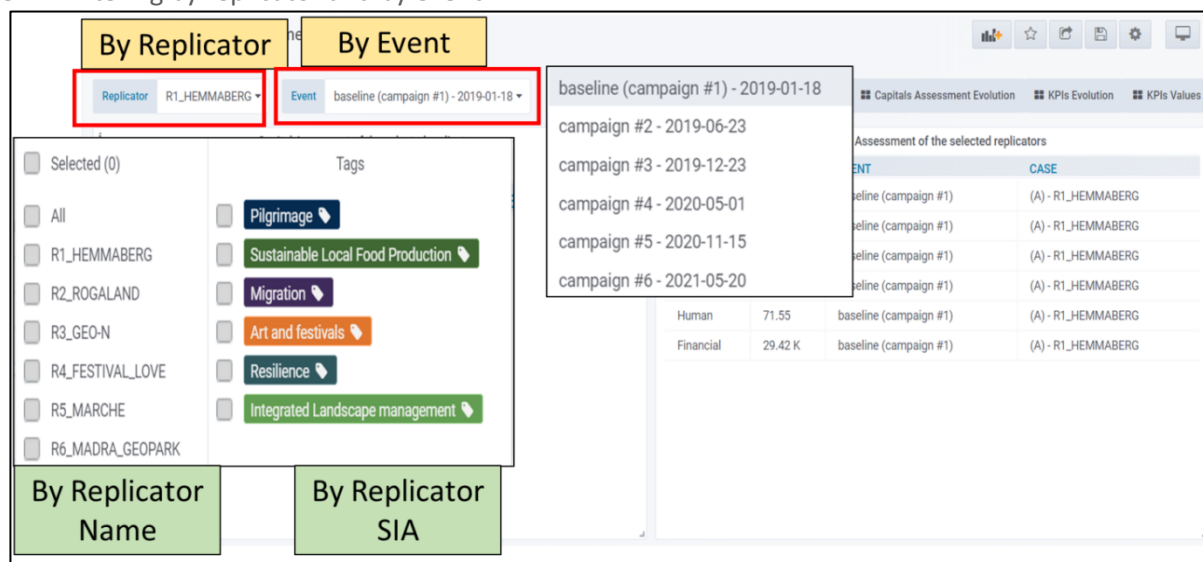 By Replicator
By Event
Replicator R1_HEMMABERG
Event baseline (campaign #1) - 2019-01-18
baseline (campaign #1) - 2019-01-18
campaign #2 - 2019-06-23
campaign #3 - 2019-12-23
campaign #4 - 2020-05-01
campaign #5 - 2020-11-15
campaign #6 - 2021-05-20
Capitals Assessment Evolution
KPIs Evolution
KPIs Values
Selected (0)
Tags
All
R1_HEMMABERG
R2_ROGALAND
R3_GEO-N
R4_FESTIVAL_LOVE
R5_MARCHE
R6_MADRA_GEOPARK
Pilgrimage
Sustainable Local Food Production
Migration
Art and festivals
Resilience
Integrated Landscape management
Assessment of the selected replicators
CASE
(campaign #1) (A) - R1_HEMMABERG
(campaign #1) (A) - R1_HEMMABERG
(campaign #1) (A) - R1_HEMMABERG
(campaign #1) (A) - R1_HEMMABERG
Human 71.55 baseline (campaign #1) (A) - R1_HEMMABERG
Financial 29.42 K baseline (campaign #1) (A) - R1_HEMMABERG
By Replicator
Name
By Replicator
SIA